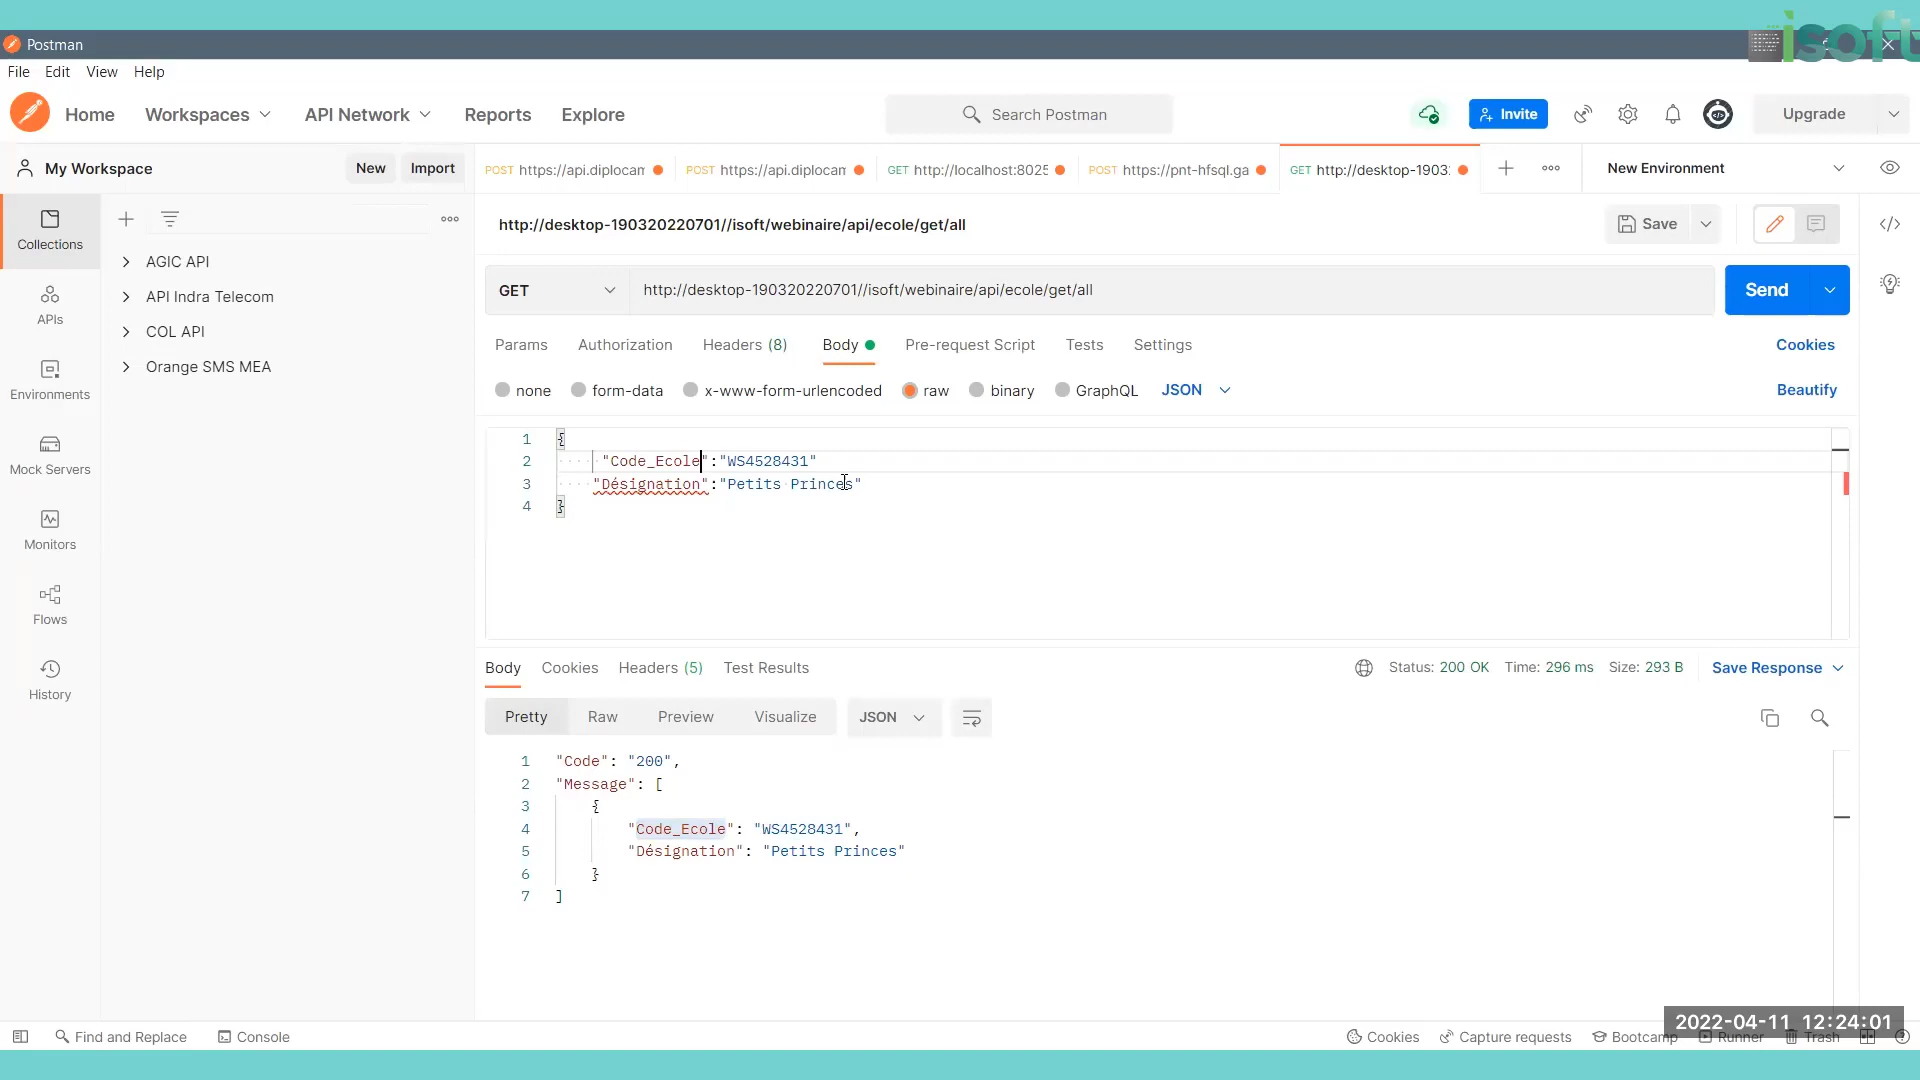 isoft
Postman
File Edit View Help
Home Workspaces API Network Reports Explore Search Postman Invite Upgrade
My Workspace New Import POST https://api.diplocam POST https://api.diplocam GET http://localhost:8025 POST https://pnt-hfsql.ga GET http://desktop-1903: New Environment
Collections
APIs
Environments
Mock Servers
Monitors
Flows
History
AGIC API
API Indra Telecom
COL API
Orange SMS MEA
http://desktop-190320220701//isoft/webinaire/api/ecole/get/all Save
GET http://desktop-190320220701//isoft/webinaire/api/ecole/get/all Send
Params Authorization Headers (8) Body Pre-request Script Tests Settings Cookies
none form-data x-www-form-urlencoded raw binary GraphQL JSON Beautify
1 {
2 "Code_Ecole":"WS4528431"
3 "Désignation":"Petits Princes"
4 }
Body Cookies Headers (5) Test Results Status: 200 OK Time: 296 ms Size: 293 B Save Response
Pretty Raw Preview Visualize JSON
1 "Code": "200",
2 "Message": [
3 {
4 "Code_Ecole": "WS4528431",
5 "Désignation": "Petits Princes"
6 }
7 ]
2022-04-11 12:24:01
Find and Replace Console Cookies Capture requests Bootcamp Runner Trash